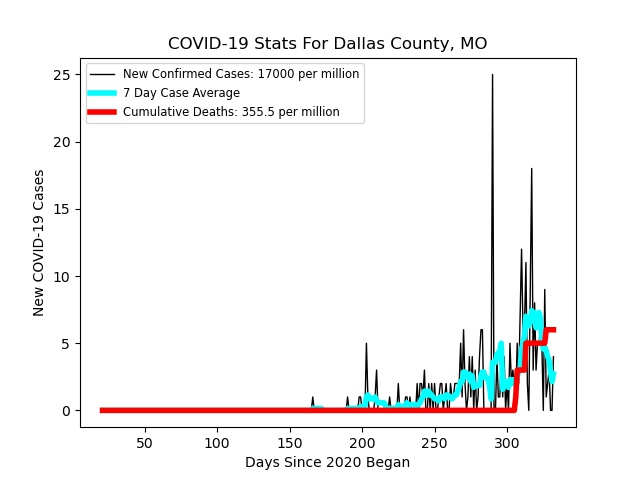 COVID-19 Stats For Dallas County, MO
New Confirmed Cases: 17000 per million
7 Day Case Average
Cumulative Deaths: 355.5 per million
New COVID-19 Cases
25
20
15
10
5
0
50
100
150
200
250
300
Days Since 2020 Began